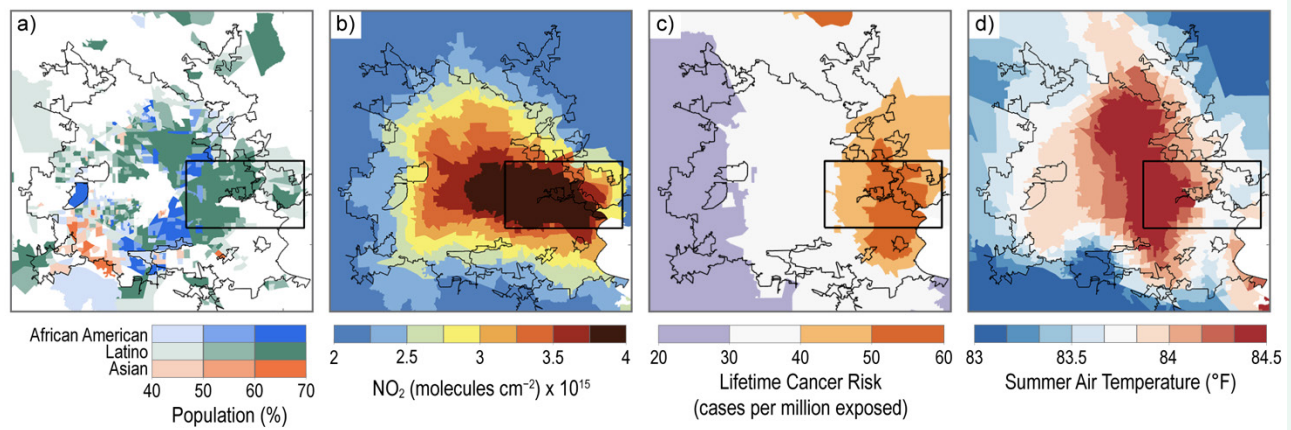 a)
b)
c)
d)
African American
Latino
Asian
40 50 60 70
Population (%)
2 2.5 3 3.5 4
NO₂ (molecules cm⁻²) x 10¹⁵
20 30 40 50 60
Lifetime Cancer Risk
(cases per million exposed)
83 83.5 84 84.5
Summer Air Temperature (°F)